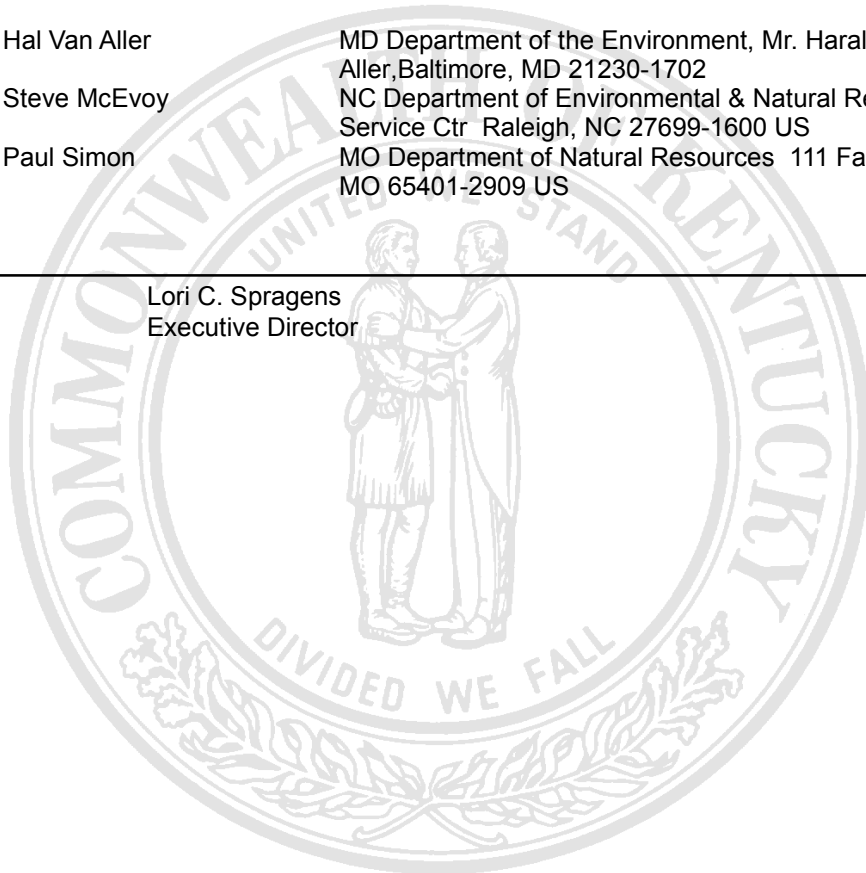 Hal Van Aller MD Department of the Environment, Mr. Haral
Aller,Baltimore, MD 21230-1702
Steve McEvoy NC Department of Environmental & Natural Re
Service Ctr Raleigh, NC 27699-1600 US
Paul Simon MO Department of Natural Resources 111 Fa
MO 65401-2909 US
Lori C. Spragens
Executive Director
COMMONWEALTH OF KENTUCKY
UNITED WE STAND
DIVIDED WE FALL